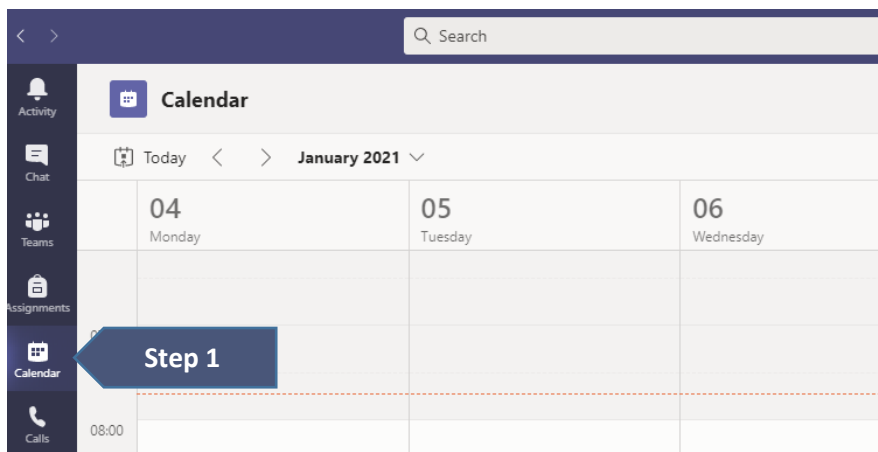 Search
Activity
Calendar
Chat
Today
January 2021
Teams
04
Monday
05
Tuesday
06
Wednesday
Assignments
Calendar
Step 1
Calls
08:00